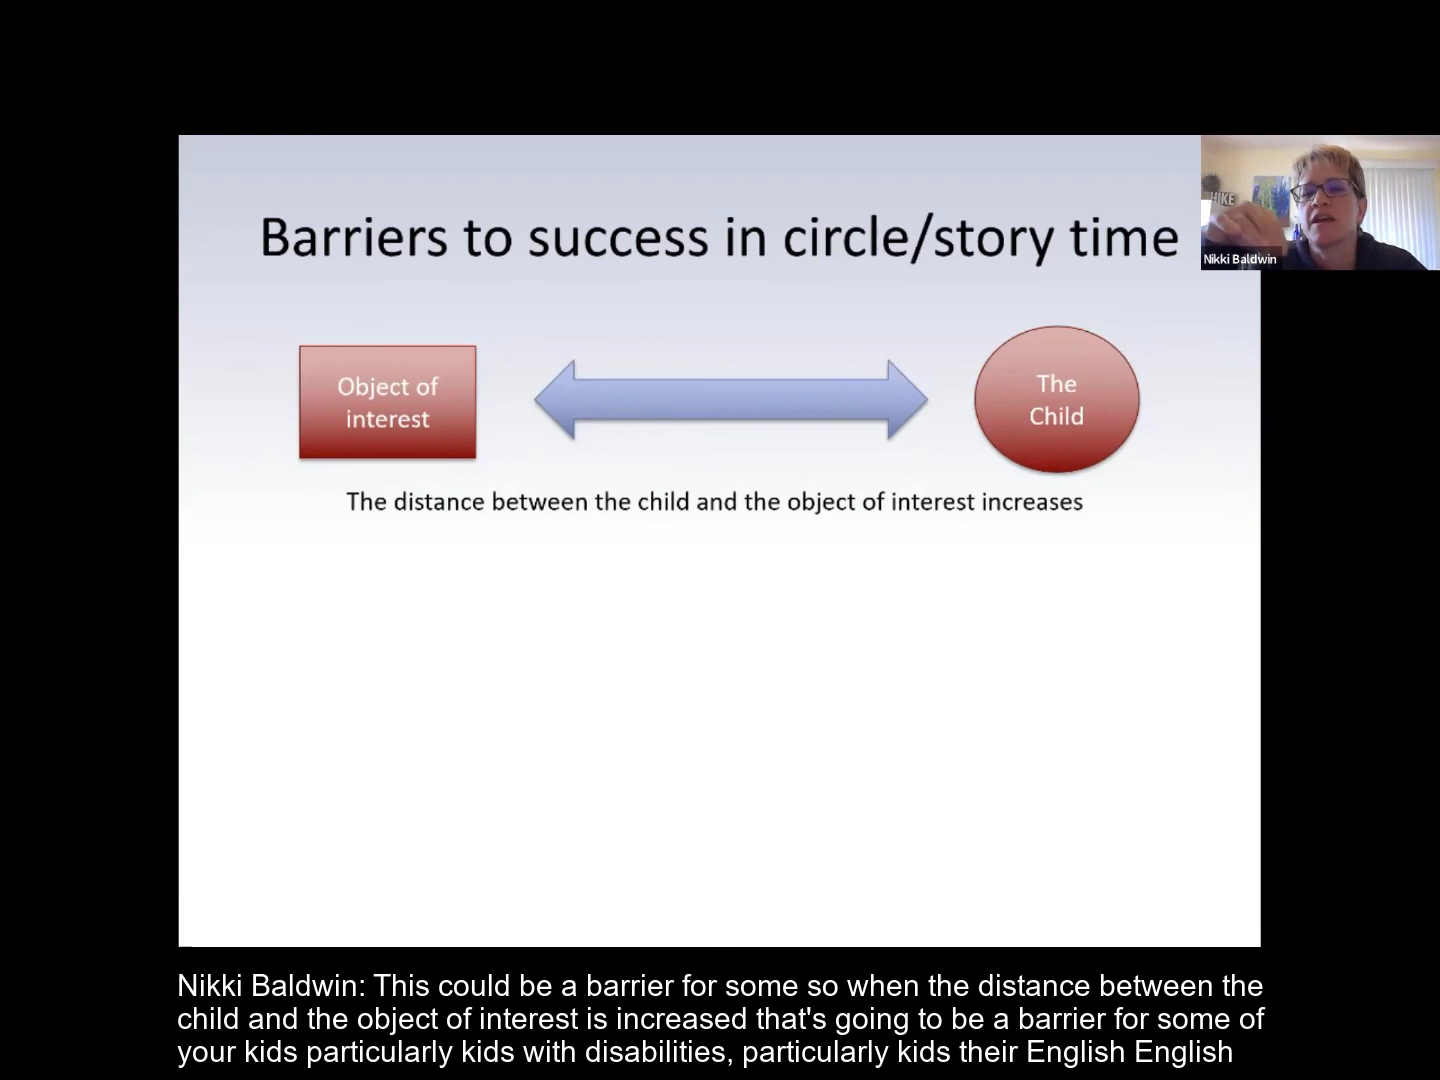 Barriers to success in circle/story time
HIKE
Nikki Baldwin
Object of
interest
The
Child
The distance between the child and the object of interest increases
Nikki Baldwin: This could be a barrier for some so when the distance between the
child and the object of interest is increased that's going to be a barrier for some of
your kids particularly kids with disabilities, particularly kids their English English